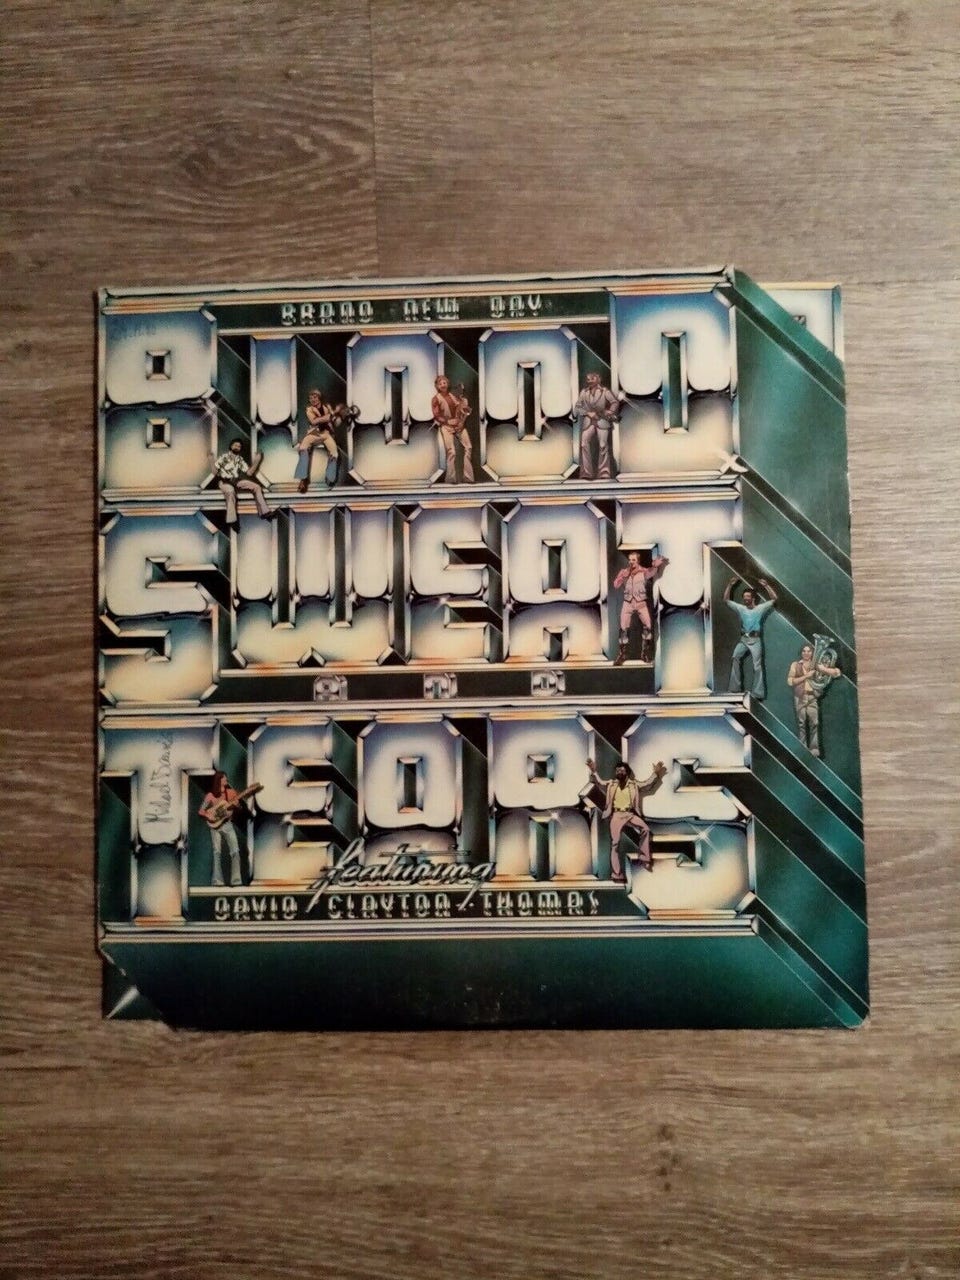 BRAND NEW DAY
BLOOD
SWEAT
AND
TEARS
featuring
DAVID CLAYTON-THOMAS